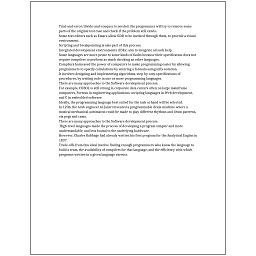 Trial-and-error/divide-and-conquer is needed: the programmer will try to remove some
parts of the original test case and check if the problem still exists.
Some text editors such as Emacs allow GDB to be invoked through them, to provide a visual
environment.
Scripting and breakpointing is also part of this process.
Integrated development environments (IDEs) aim to integrate all such help.
Some languages are more prone to some kinds of faults because their specification does not
require compilers to perform as much checking as other languages.
Compilers harnessed the power of computers to make programming easier by allowing
programmers to specify calculations by entering a formula using infix notation.
It involves designing and implementing algorithms, step-by-step specifications of
procedures, by writing code in one or more programming languages.
There are many approaches to the Software development process.
For example, COBOL is still strong in corporate data centers often on large mainframe
computers, Fortran in engineering applications, scripting languages in Web development,
and C in embedded software.
Ideally, the programming language best suited for the task at hand will be selected.
In 1206, the Arab engineer Al-Jazari invented a programmable drum machine where a
musical mechanical automaton could be made to play different rhythms and drum patterns,
via pegs and cams.
There are many approaches to the Software development process.
High-level languages made the process of developing a program simpler and more
understandable, and less bound to the underlying hardware.
However, Charles Babbage had already written his first program for the Analytical Engine in
1837.
Trade-offs from this ideal involve finding enough programmers who know the language to
build a team, the availability of compilers for that language, and the efficiency with which
programs written in a given language execute.